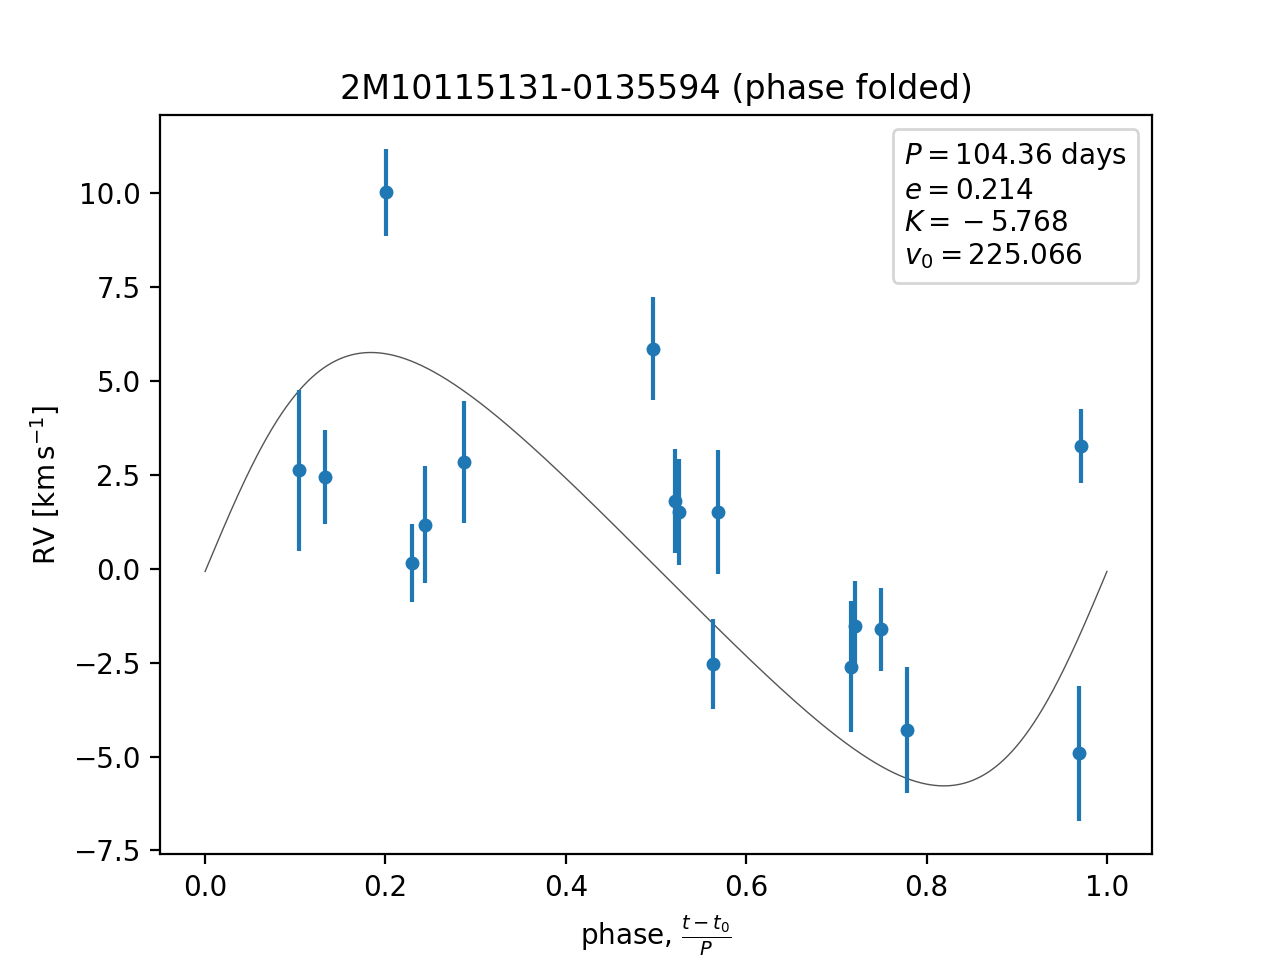 2M10115131-0135594 (phase folded)
P = 104.36 days
e = 0.214
K = −5.768
v₀ = 225.066
RV [km s⁻¹]
10.0
7.5
5.0
2.5
0.0
−2.5
−5.0
−7.5
0.0 0.2 0.4 0.6 0.8 1.0
phase, (t − t₀)/P